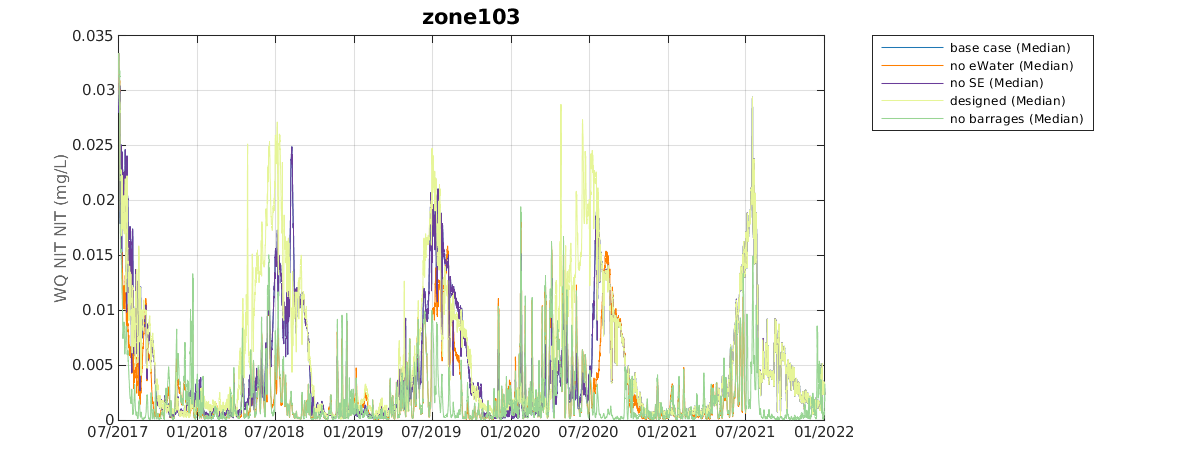 zone103
0.035
0.03
0.025
0.02
0.015
0.01
0.005
0
WQ NIT NIT (mg/L)
07/2017 01/2018 07/2018 01/2019 07/2019 01/2020 07/2020 01/2021 07/2021 01/2022
base case (Median)
no eWater (Median)
no SE (Median)
designed (Median)
no barrages (Median)